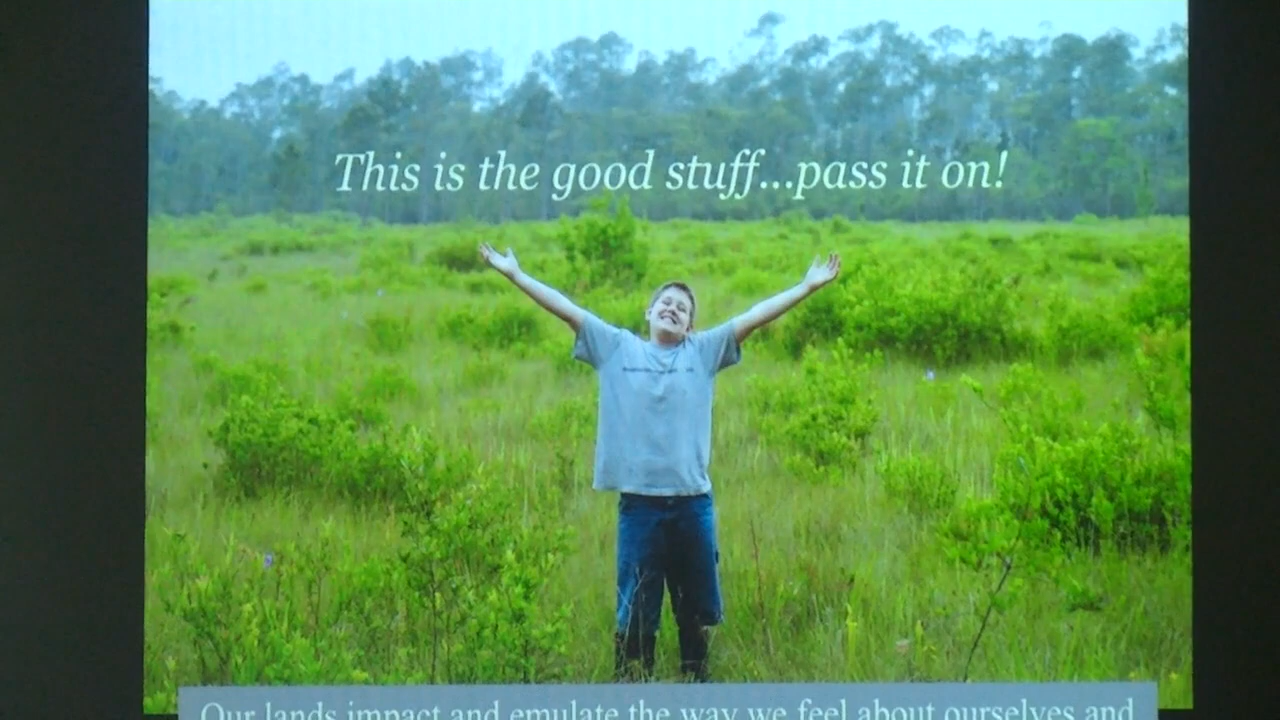 This is the good stuff...pass it on!
Our lands impact and emulate the way we feel about ourselves and